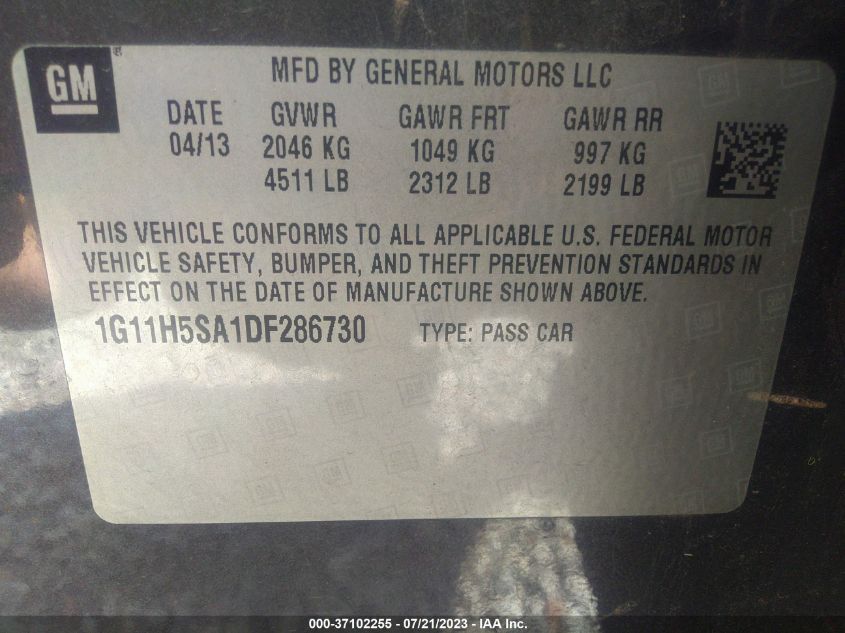 GM
MFD BY GENERAL MOTORS LLC
DATE GVWR GAWR FRT GAWR RR
04/13 2046 KG 1049 KG 997 KG
4511 LB 2312 LB 2199 LB
THIS VEHICLE CONFORMS TO ALL APPLICABLE U.S. FEDERAL MOTOR
VEHICLE SAFETY, BUMPER, AND THEFT PREVENTION STANDARDS IN
EFFECT ON THE DATE OF MANUFACTURE SHOWN ABOVE.
1G11H5SA1DF286730 TYPE: PASS CAR
000-37102255 - 07/21/2023 - IAA Inc.